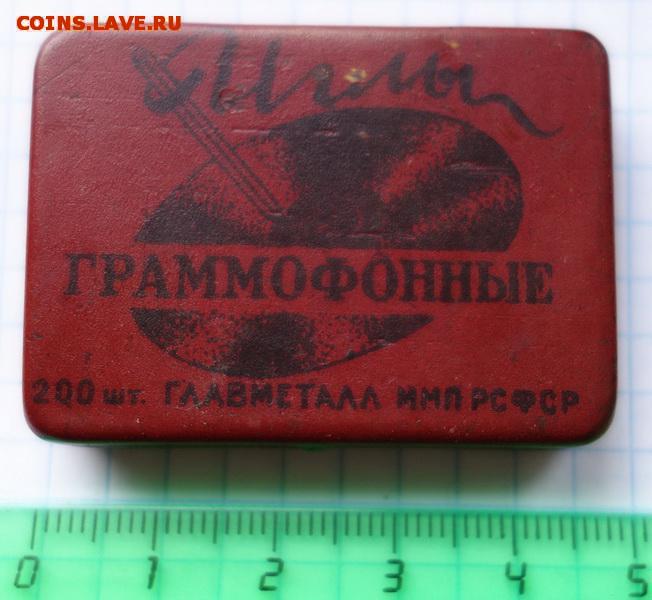 COINS.LAVE.RU
Иглы
ГРАММОФОННЫЕ
200 шт. ГЛАВМЕТАЛЛ ММП РСФСР
0 1 2 3 4 5